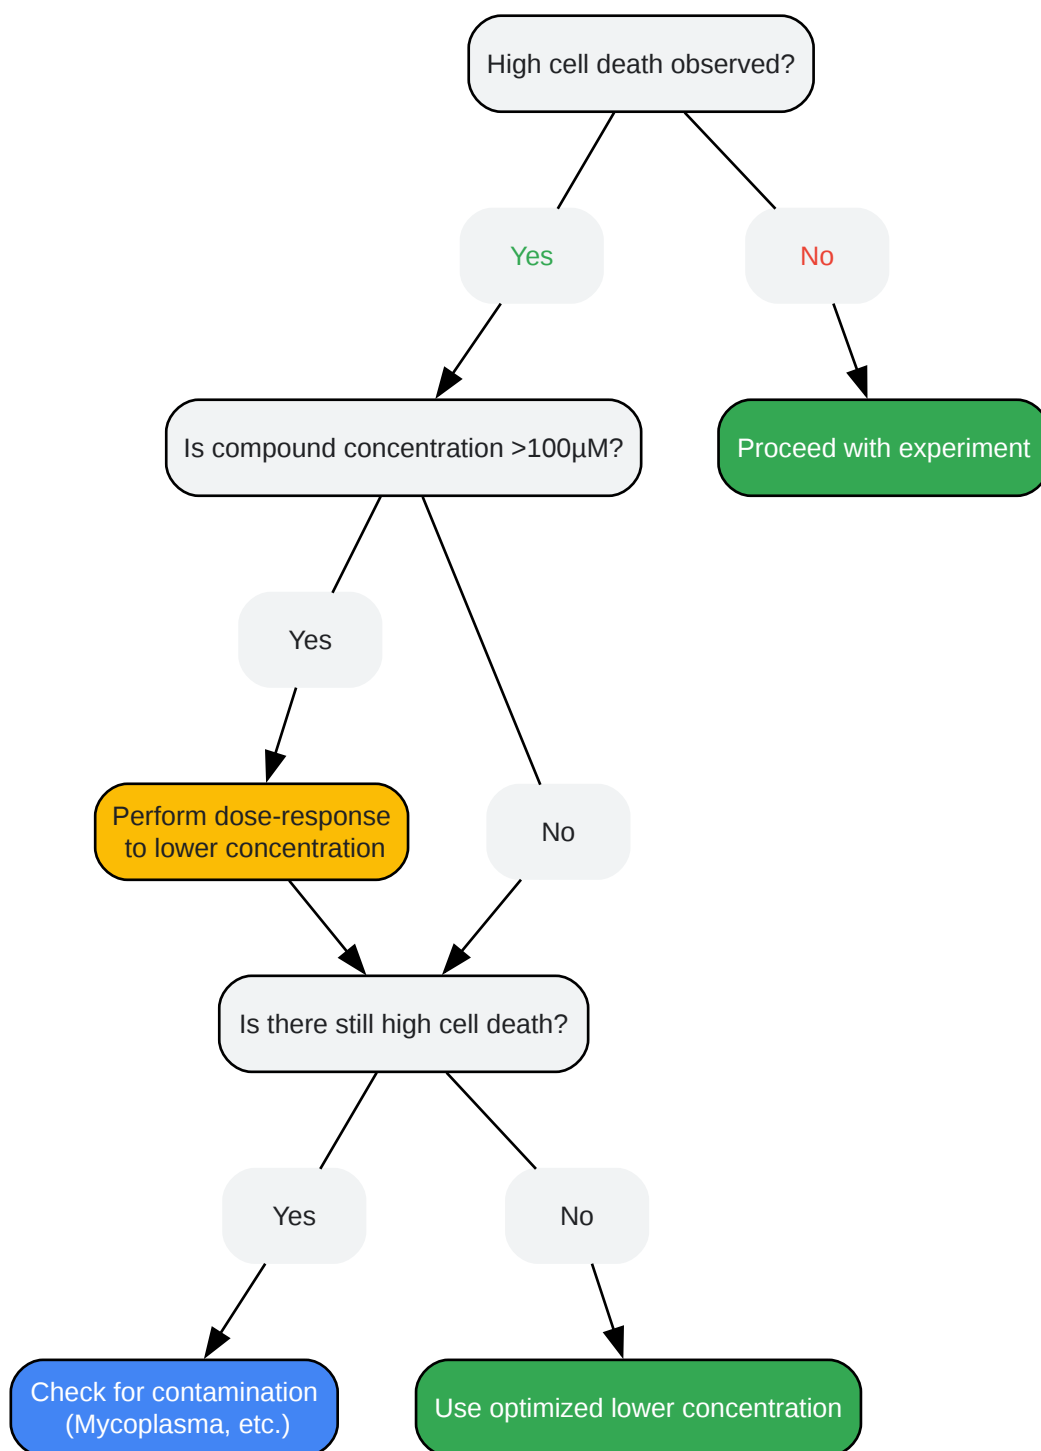 High cell death observed?
Yes
No
Is compound concentration >100µM?
Proceed with experiment
Yes
Perform dose-response
to lower concentration
No
Is there still high cell death?
Yes
No
Check for contamination
(Mycoplasma, etc.)
Use optimized lower concentration